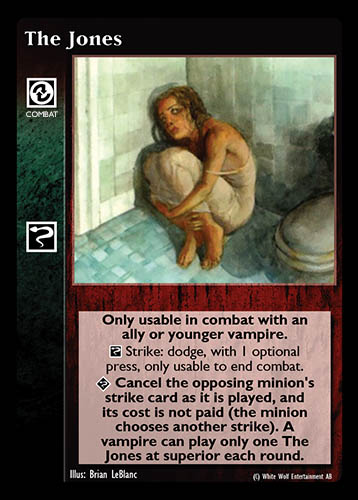 The Jones
COMBAT
Only usable in combat with an
ally or younger vampire.
Strike: dodge, with 1 optional
press, only usable to end combat.
Cancel the opposing minion's
strike card as it is played, and
its cost is not paid (the minion
chooses another strike). A
vampire can play only one The
Jones at superior each round.
Illus: Brian LeBlanc
(C) White Wolf Entertainment AB